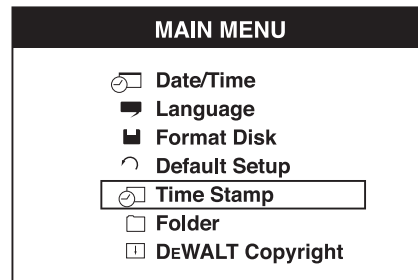 MAIN MENU
Date/Time
Language
Format Disk
Default Setup
Time Stamp
Folder
DEWALT Copyright